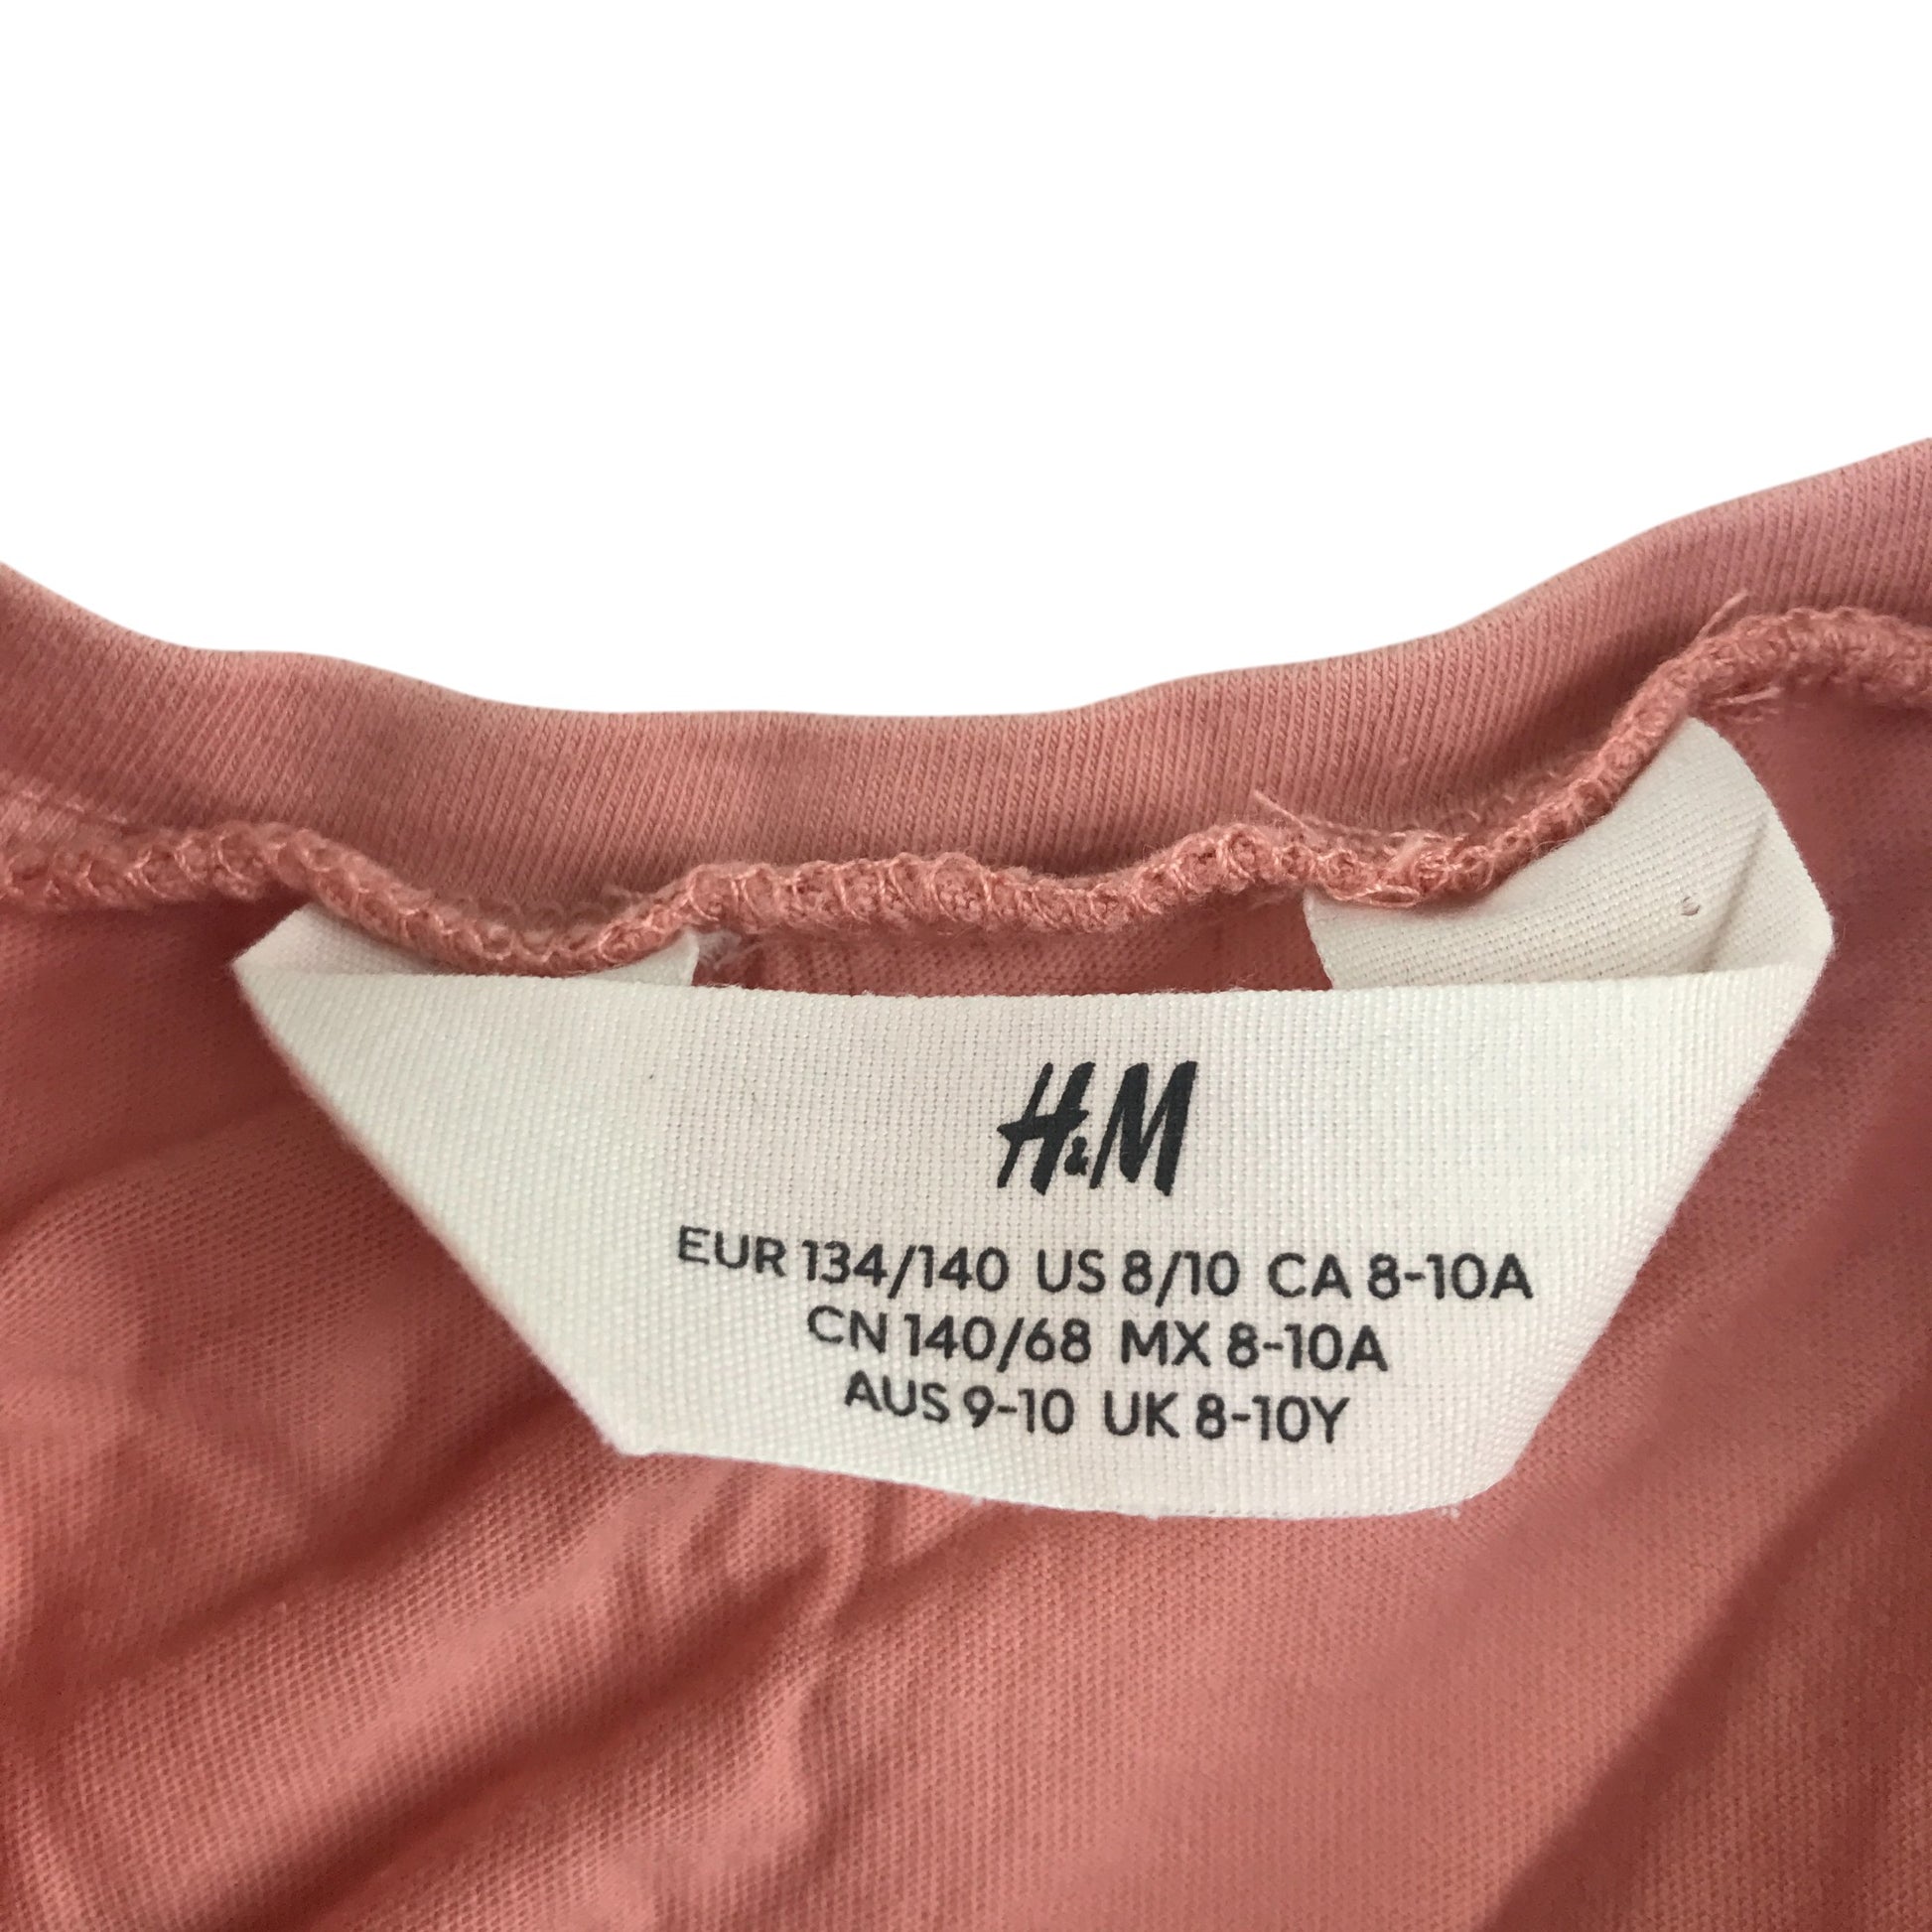 H&M
EUR 134/140 US 8/10 CA 8-10A
CN 140/68 MX 8-10A
AUS 9-10 UK 8-10Y